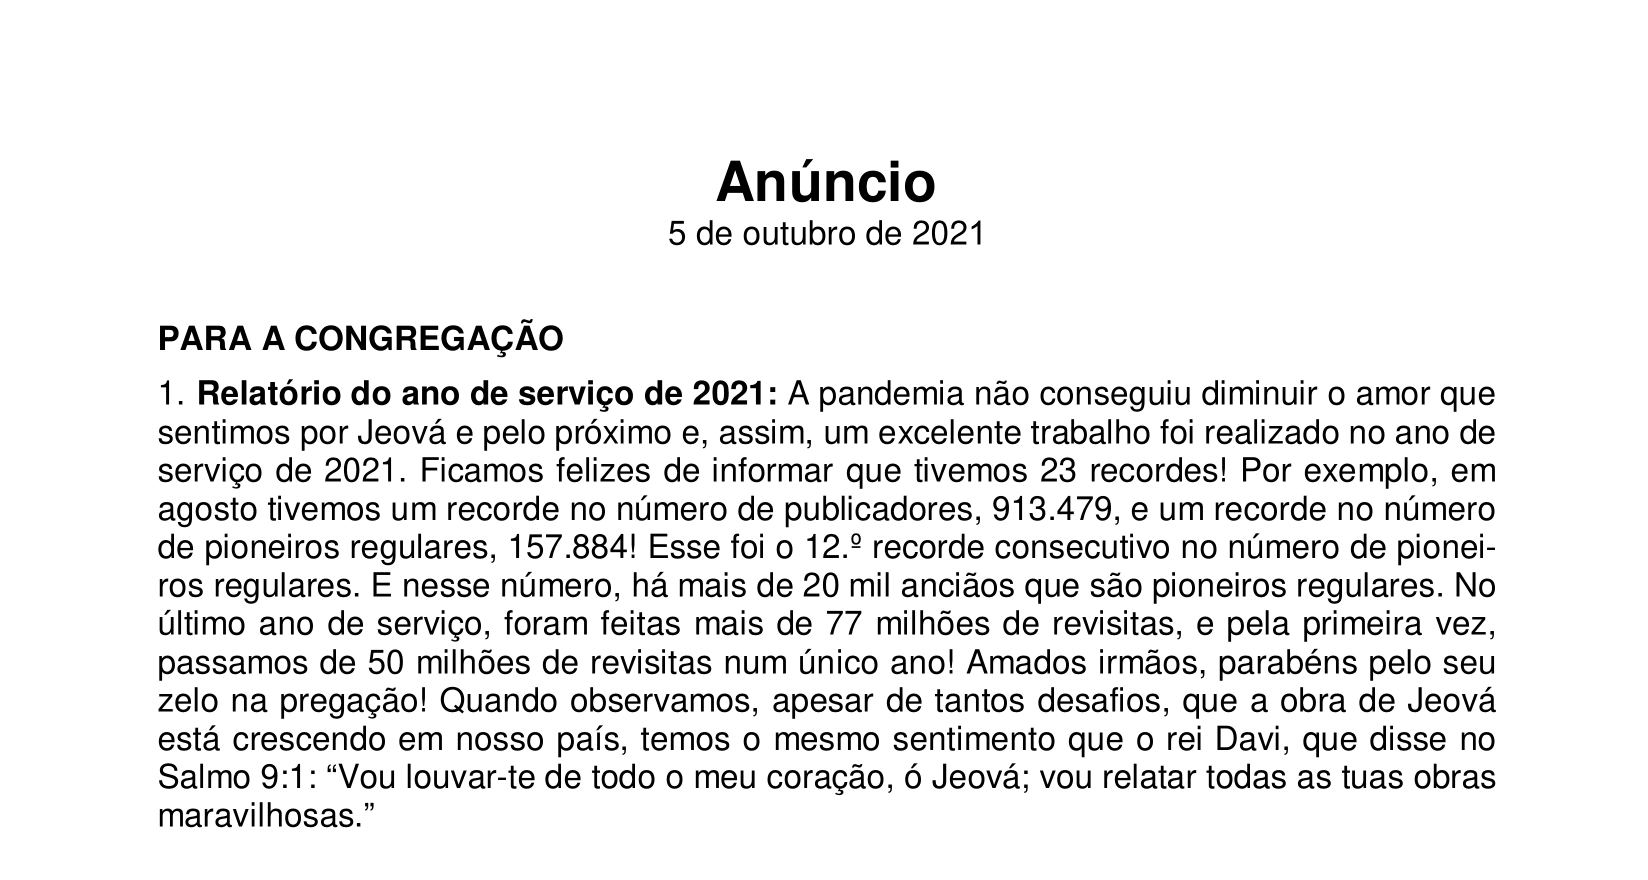 Anúncio
5 de outubro de 2021
PARA A CONGREGAÇÃO
1. Relatório do ano de serviço de 2021: A pandemia não conseguiu diminuir o amor que
sentimos por Jeová e pelo próximo e, assim, um excelente trabalho foi realizado no ano de
serviço de 2021. Ficamos felizes de informar que tivemos 23 recordes! Por exemplo, em
agosto tivemos um recorde no número de publicadores, 913.479, e um recorde no número
de pioneiros regulares, 157.884! Esse foi o 12.º recorde consecutivo no número de pionei-
ros regulares. E nesse número, há mais de 20 mil anciãos que são pioneiros regulares. No
último ano de serviço, foram feitas mais de 77 milhões de revisitas, e pela primeira vez,
passamos de 50 milhões de revisitas num único ano! Amados irmãos, parabéns pelo seu
zelo na pregação! Quando observamos, apesar de tantos desafios, que a obra de Jeová
está crescendo em nosso país, temos o mesmo sentimento que o rei Davi, que disse no
Salmo 9:1: “Vou louvar-te de todo o meu coração, ó Jeová; vou relatar todas as tuas obras
maravilhosas.”